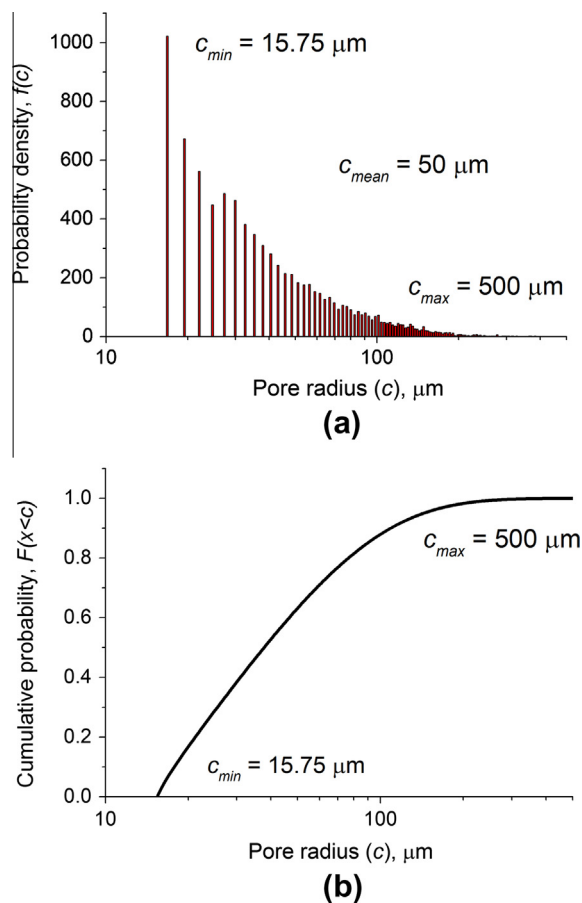 1000
800
600
400
200
0
Probability density, f(c)
c_min = 15.75 μm
c_mean = 50 μm
c_max = 500 μm
10
100
Pore radius (c), μm
(a)
1.0
0.8
0.6
0.4
0.2
0.0
Cumulative probability, F(x<c)
c_max = 500 μm
c_min = 15.75 μm
10
100
Pore radius (c), μm
(b)